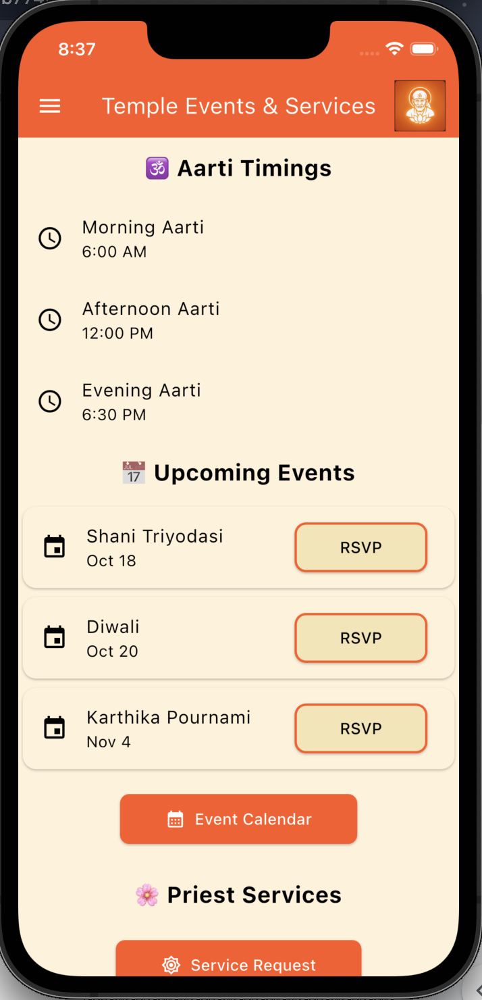 8:37
Temple Events & Services
🕉 Aarti Timings
Morning Aarti
6:00 AM
Afternoon Aarti
12:00 PM
Evening Aarti
6:30 PM
JUL
17
Upcoming Events
Shani Triyodasi
Oct 18
RSVP
Diwali
Oct 20
RSVP
Karthika Pournami
Nov 4
RSVP
Event Calendar
🌸 Priest Services
Service Request